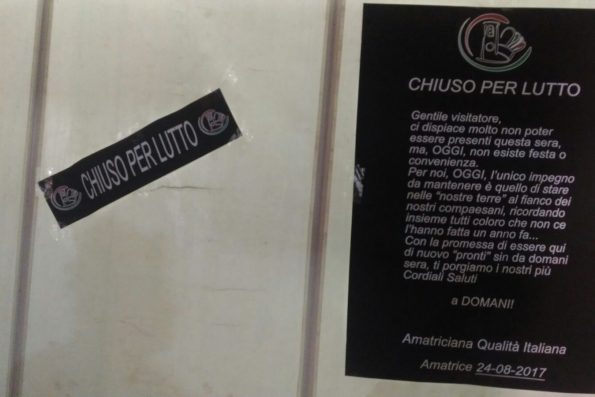 CHIUSO PER LUTTO
CHIUSO PER LUTTO
Gentile visitatore,
ci dispiace molto non poter
essere presenti questa sera,
ma, OGGI, non esiste festa o
convenienza.
Per noi, OGGI, l'unico impegno
da mantenere è quello di stare
nelle "nostre terre" al fianco dei
nostri compaesani, ricordando
insieme tutti coloro che non ce
l'hanno fatta un anno fa...
Con la promessa di essere qui
di nuovo "pronti" sin da domani
sera, ti porgiamo i nostri più
Cordiali Saluti
a DOMANI!
Amatriciana Qualità Italiana
Amatrice 24-08-2017